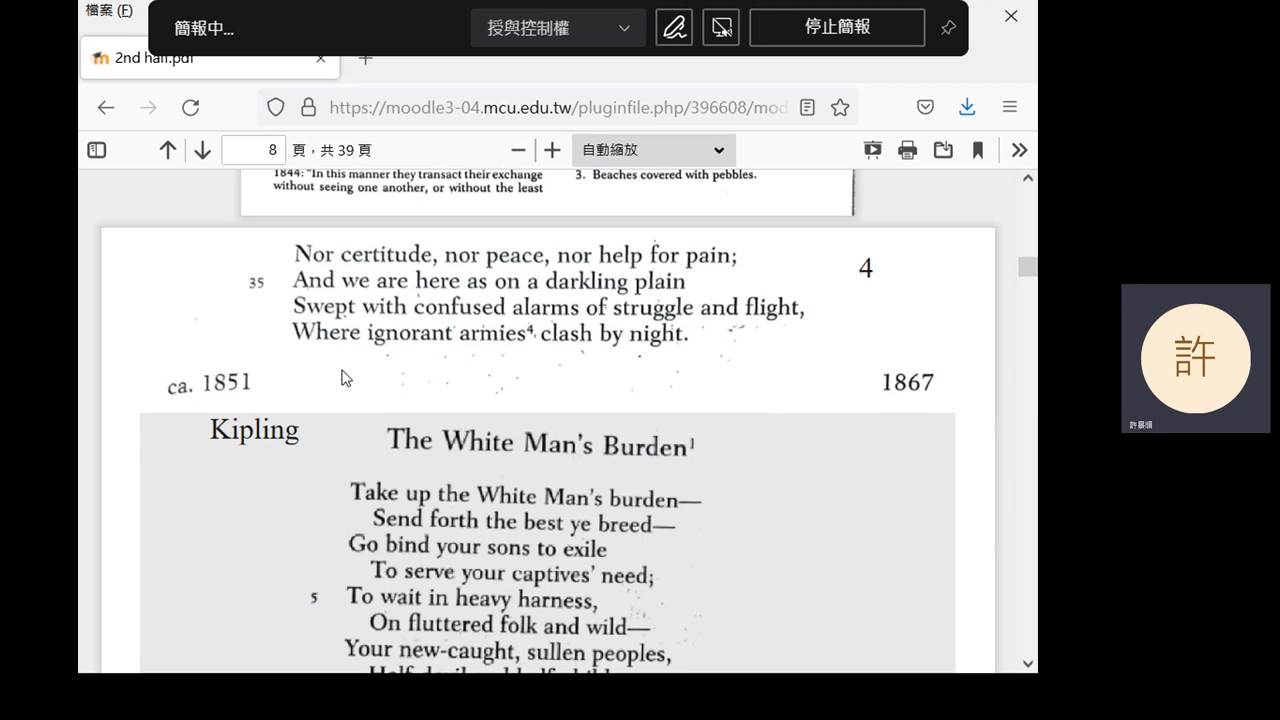 檔案 (F)
簡報中...
授與控制權
停止簡報
2nd half.pdf
https://moodle3-04.mcu.edu.tw/pluginfile.php/396608/mod
8 頁，共 39 頁
自動縮放
1844: "In this manner they transact their exchange
without seeing one another, or without the least
3. Beaches covered with pebbles.
Nor certitude, nor peace, nor help for pain;
4
35 And we are here as on a darkling plain
Swept with confused alarms of struggle and flight,
Where ignorant armies⁴ clash by night.
ca. 1851
1867
Kipling
The White Man's Burden¹
Take up the White Man's burden—
Send forth the best ye breed—
Go bind your sons to exile
To serve your captives' need;
5 To wait in heavy harness,
On fluttered folk and wild—
Your new-caught, sullen peoples,
許
許景順